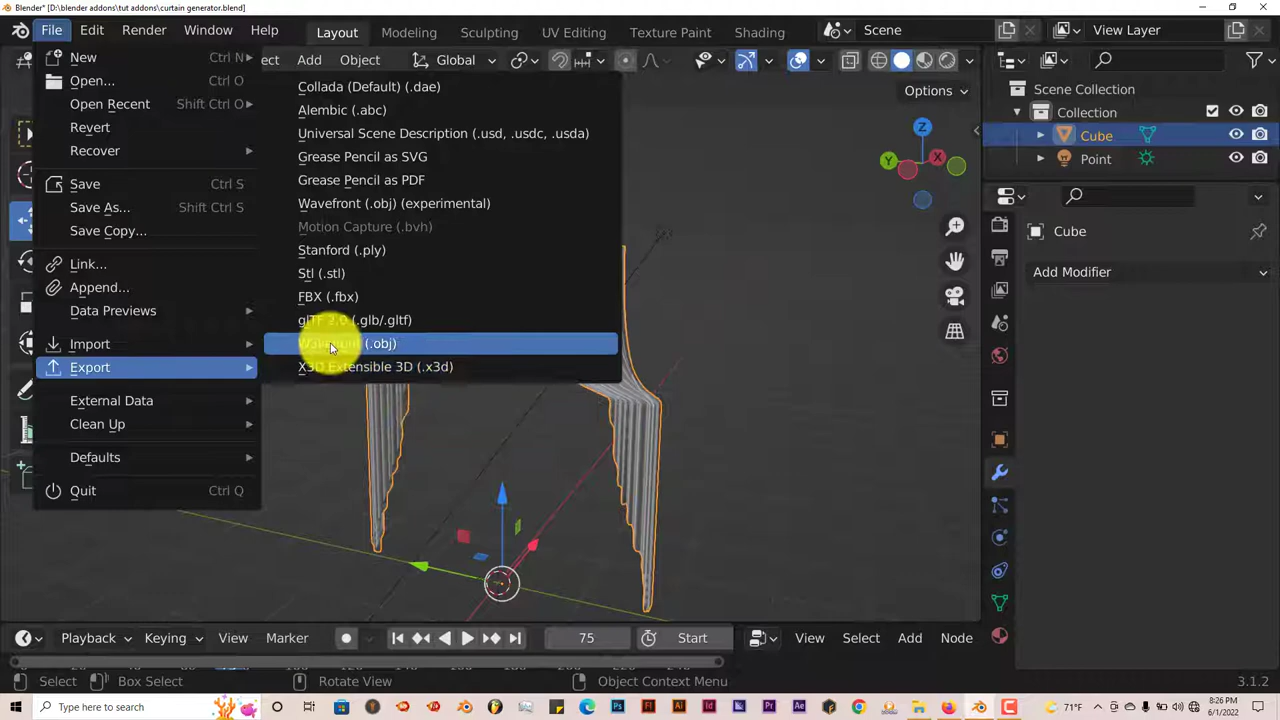 Blender* [D:\blender addons\tut addons\curtain generator.blend]
File Edit Render Window Help Layout Modeling Sculpting UV Editing Texture Paint Shading Scene View Layer
ect Add Object Global
Options
New Ctrl N
Open... Ctrl O
Open Recent Shift Ctrl O
Revert
Recover
Save Ctrl S
Save As... Shift Ctrl S
Save Copy...
Link...
Append...
Data Previews
Import
Export
External Data
Clean Up
Defaults
Quit Ctrl Q
Collada (Default) (.dae)
Alembic (.abc)
Universal Scene Description (.usd, .usdc, .usda)
Grease Pencil as SVG
Grease Pencil as PDF
Wavefront (.obj) (experimental)
Motion Capture (.bvh)
Stanford (.ply)
Stl (.stl)
FBX (.fbx)
glTF 2.0 (.glb/.gltf)
Wavefront (.obj)
X3D Extensible 3D (.x3d)
Z
Y X
Scene Collection
Collection
Cube
Point
Cube
Add Modifier
Playback Keying View Marker 75 Start View Select Add Node
Select Box Select Rotate View Object Context Menu 3.1.2
Type here to search
71°F
8:26 PM
6/1/2022